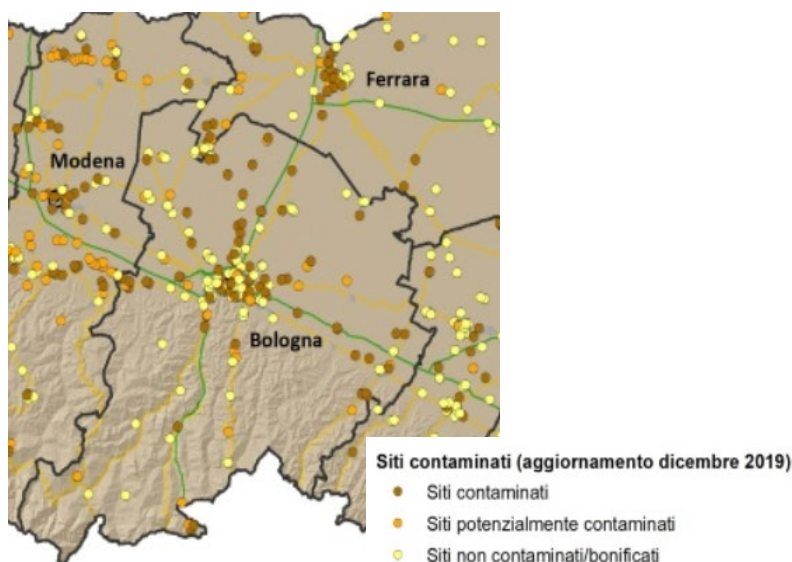 Ferrara
Modena
Bologna
Siti contaminati (aggiornamento dicembre 2019)
Siti contaminati
Siti potenzialmente contaminati
Siti non contaminati/bonificati